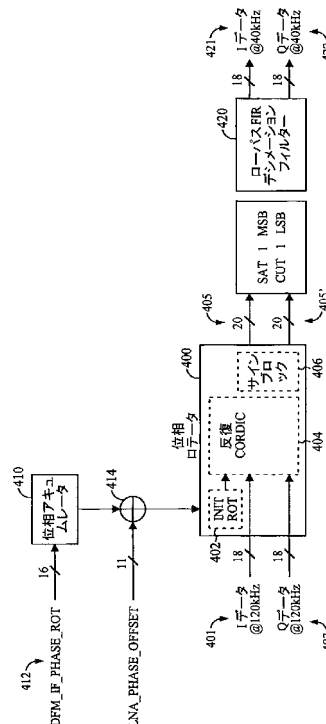 421
Iデータ
@40kHz
Qデータ
@40kHz
18
18
420
ローパスFIR
デシメーション
フィルター
SAT 1 MSB
CUT 1 LSB
405
20
20
405'
400
位相
ロテータ
サイン
ブロ
ック
406
反復
CORDIC
404
INIT
ROT
402
410
位相アキュ
ムレータ
414
16
11
18
18
412
OFM_IF_PHASE_ROT
NA_PHASE_OFFSET
401
Iデータ
@120kHz
Qデータ
@120kHz